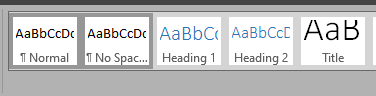 AaBbCcDc AaBbCcDc AaBbCc AaBbCcD AaB
¶ Normal ¶ No Spac... Heading 1 Heading 2 Title